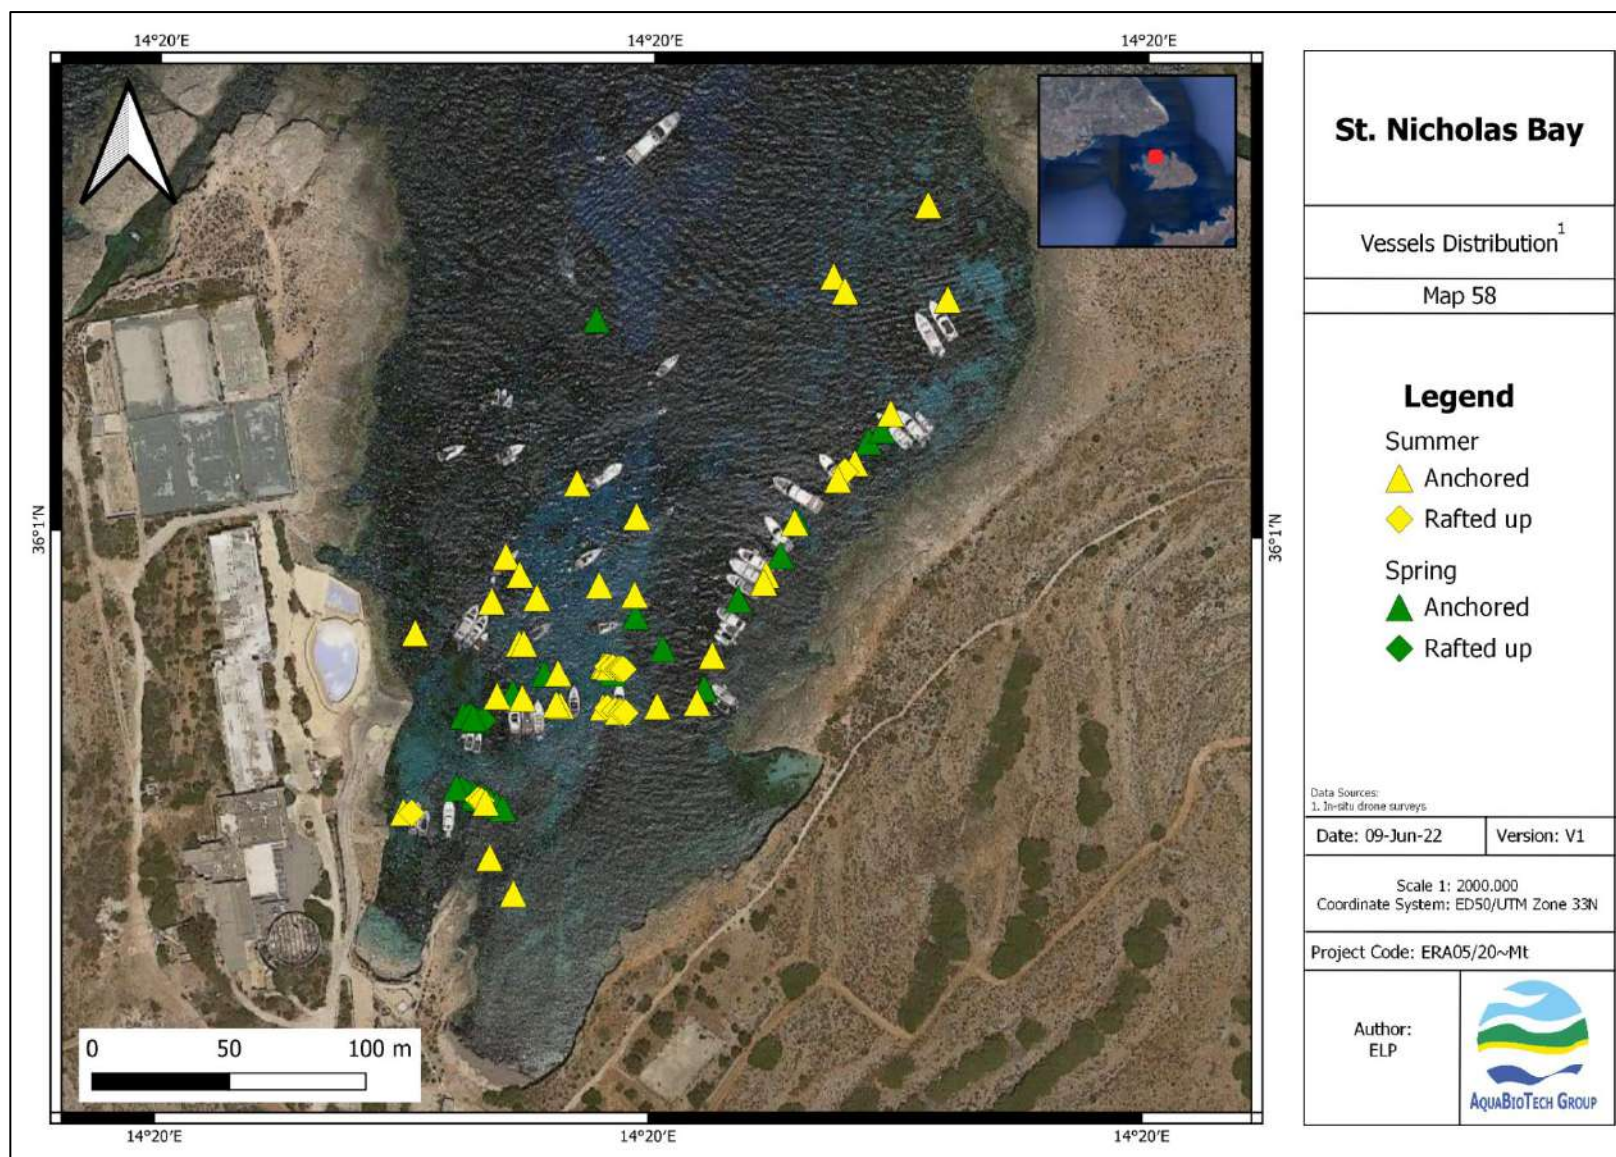 14°20'E
14°20'E
14°20'E
36°1'N
36°1'N
0 50 100 m
14°20'E
14°20'E
14°20'E
St. Nicholas Bay
Vessels Distribution1
Map 58
Legend
Summer
Anchored
Rafted up
Spring
Anchored
Rafted up
Data Sources:
1. In-situ drone surveys
Date: 09-Jun-22
Version: V1
Scale 1: 2000.000
Coordinate System: ED50/UTM Zone 33N
Project Code: ERA05/20~Mt
Author:
ELP
AQUABIOTECH GROUP